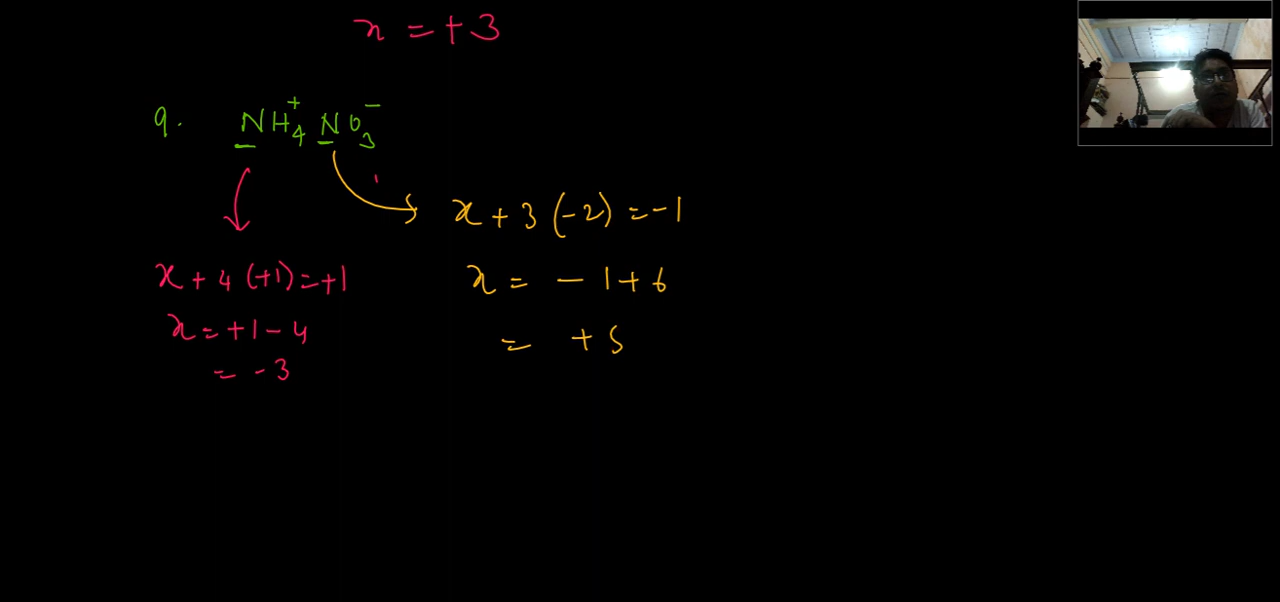 x = + 3
9. NH₄⁺ NO₃⁻
x + 3 (-2) = -1
x + 4 (+1) = +1
x = - 1 + 6
x = +1 - 4
= + 5
= - 3